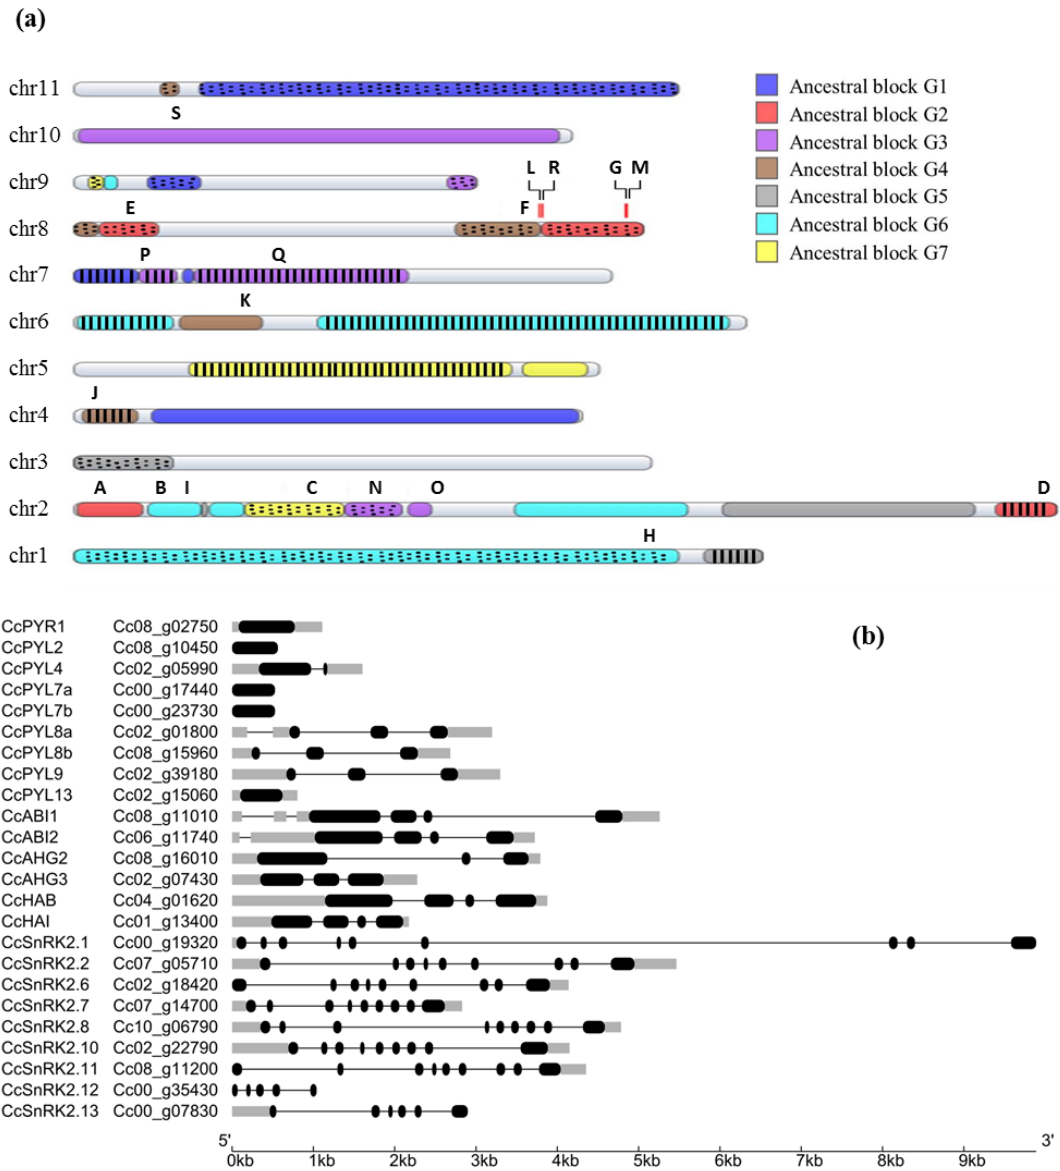 (a)
chr11
S
chr10
chr9
L R G M
E F
chr8
P Q
chr7
K
chr6
chr5
J
chr4
chr3
A B I C N O D
chr2
H
chr1
Ancestral block G1
Ancestral block G2
Ancestral block G3
Ancestral block G4
Ancestral block G5
Ancestral block G6
Ancestral block G7
(b)
CcPYR1 Cc08_g02750
CcPYL2 Cc08_g10450
CcPYL4 Cc02_g05990
CcPYL7a Cc00_g17440
CcPYL7b Cc00_g23730
CcPYL8a Cc02_g01800
CcPYL8b Cc08_g15960
CcPYL9 Cc02_g39180
CcPYL13 Cc02_g15060
CcABI1 Cc08_g11010
CcABI2 Cc06_g11740
CcAHG2 Cc08_g16010
CcAHG3 Cc02_g07430
CcHAB Cc04_g01620
CcHAI Cc01_g13400
CcSnRK2.1 Cc00_g19320
CcSnRK2.2 Cc07_g05710
CcSnRK2.6 Cc02_g18420
CcSnRK2.7 Cc07_g14700
CcSnRK2.8 Cc10_g06790
CcSnRK2.10 Cc02_g22790
CcSnRK2.11 Cc08_g11200
CcSnRK2.12 Cc00_g35430
CcSnRK2.13 Cc00_g07830
5' 3'
0kb 1kb 2kb 3kb 4kb 5kb 6kb 7kb 8kb 9kb